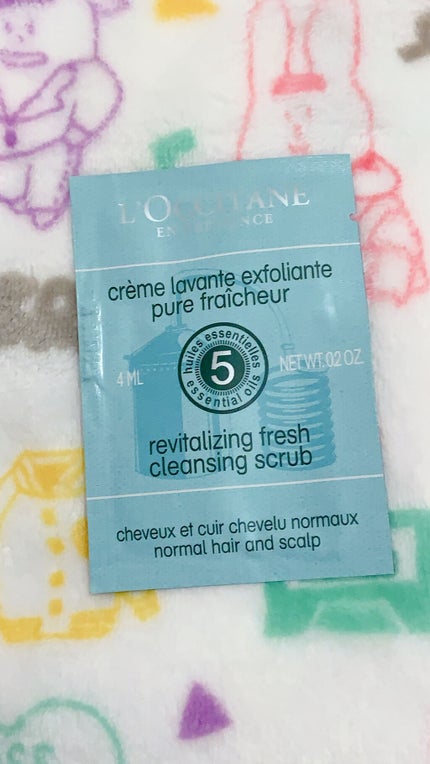 L'OCCITANE
EN PROVENCE
crème lavante exfoliante
pure fraîcheur
huiles essentielles
5
essential oils
4 ML
NET WT. 0.2 OZ.
revitalizing fresh
cleansing scrub
cheveux et cuir chevelu normaux
normal hair and scalp